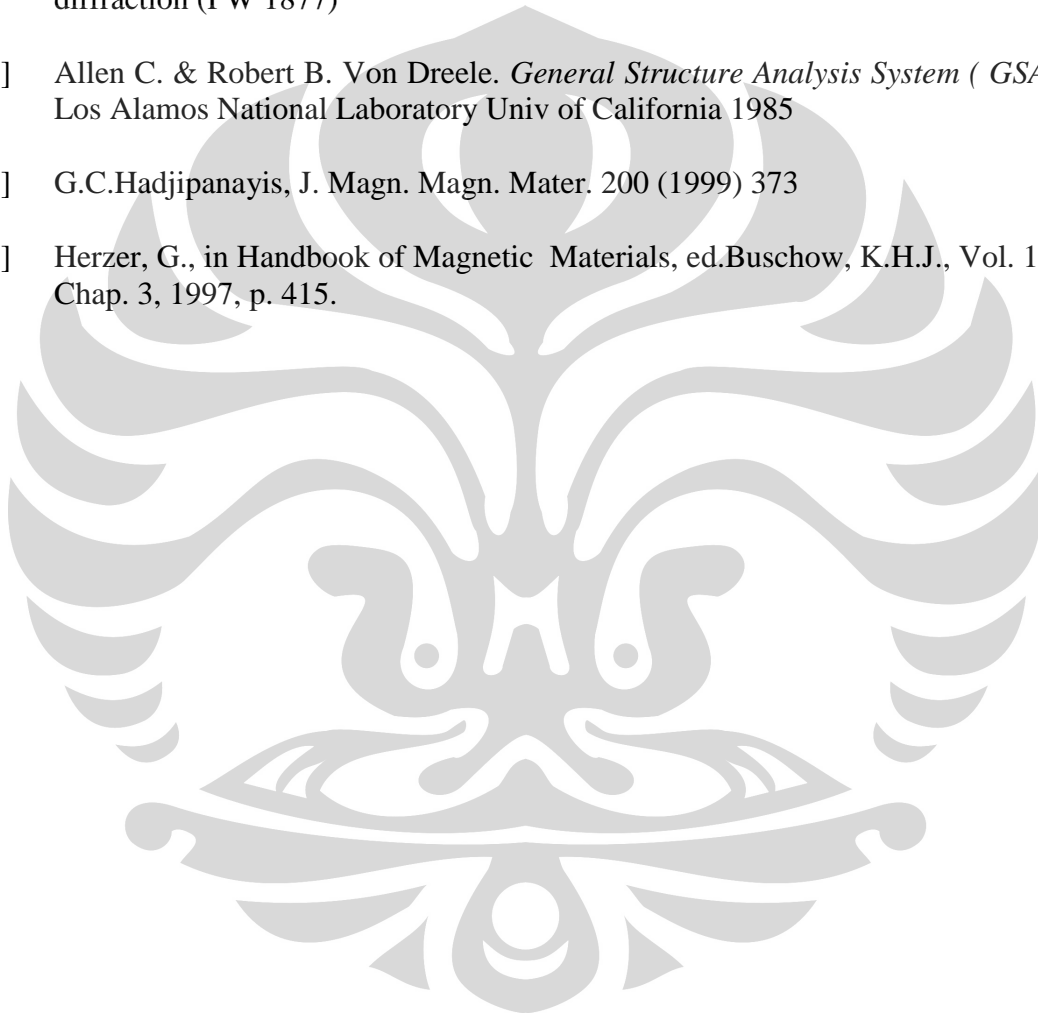 diffraction (PW 1877)
] Allen C. & Robert B. Von Dreele. General Structure Analysis System ( GSA
Los Alamos National Laboratory Univ of California 1985
] G.C.Hadjipanayis, J. Magn. Magn. Mater. 200 (1999) 373
] Herzer, G., in Handbook of Magnetic Materials, ed.Buschow, K.H.J., Vol. 1
Chap. 3, 1997, p. 415.